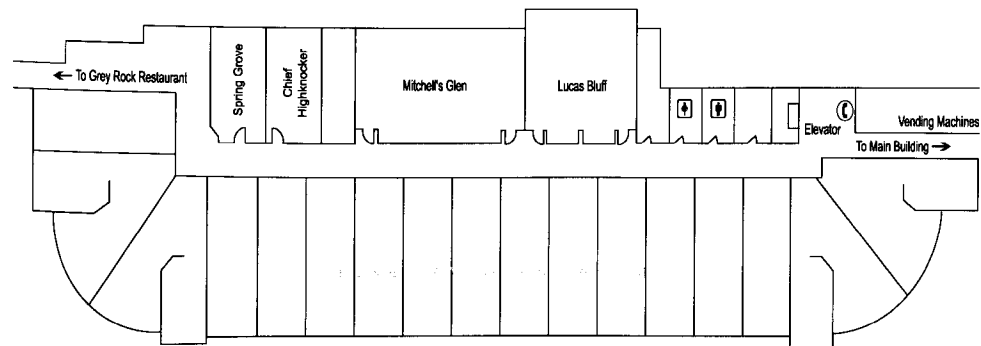 ← To Grey Rock Restaurant
Spring Grove
Chief
Highknocker
Mitchell's Glen
Lucas Bluff
Elevator
Vending Machines
To Main Building →